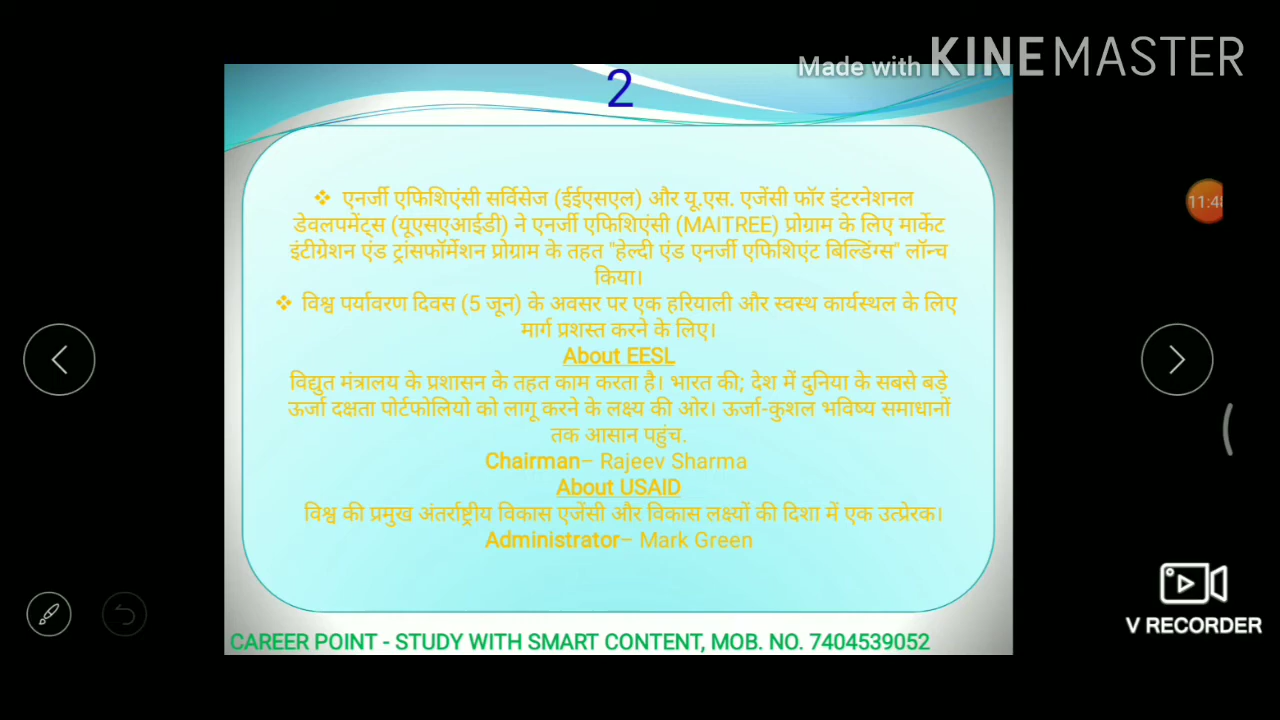 Made with KINEMASTER
2
❖ एनर्जी एफिशिएंसी सर्विसेज (ईईएसएल) और यू.एस. एजेंसी फॉर इंटरनेशनल
डेवलपमेंट्स (यूएसएआईडी) ने एनर्जी एफिशिएंसी (MAITREE) प्रोग्राम के लिए मार्केट
इंटीग्रेशन एंड ट्रांसफॉर्मेशन प्रोग्राम के तहत "हेल्दी एंड एनर्जी एफिशिएंट बिल्डिंग्स" लॉन्च
किया।
❖ विश्व पर्यावरण दिवस (5 जून) के अवसर पर एक हरियाली और स्वस्थ कार्यस्थल के लिए
मार्ग प्रशस्त करने के लिए।
About EESL
विद्युत मंत्रालय के प्रशासन के तहत काम करता है। भारत की; देश में दुनिया के सबसे बड़े
ऊर्जा दक्षता पोर्टफोलियो को लागू करने के लक्ष्य की ओर। ऊर्जा-कुशल भविष्य समाधानों
तक आसान पहुंच.
Chairman– Rajeev Sharma
About USAID
विश्व की प्रमुख अंतर्राष्ट्रीय विकास एजेंसी और विकास लक्ष्यों की दिशा में एक उत्प्रेरक।
Administrator– Mark Green
CAREER POINT - STUDY WITH SMART CONTENT, MOB. NO. 7404539052
V RECORDER